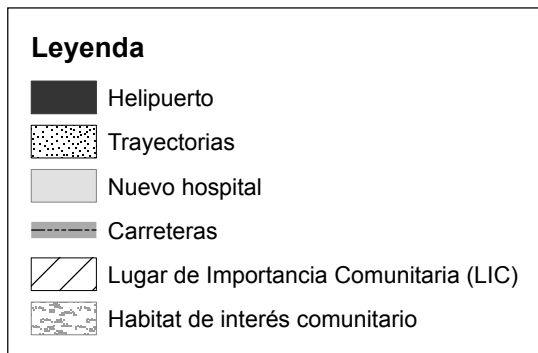 Leyenda
Helipuerto
Trayectorias
Nuevo hospital
Carreteras
Lugar de Importancia Comunitaria (LIC)
Habitat de interés comunitario